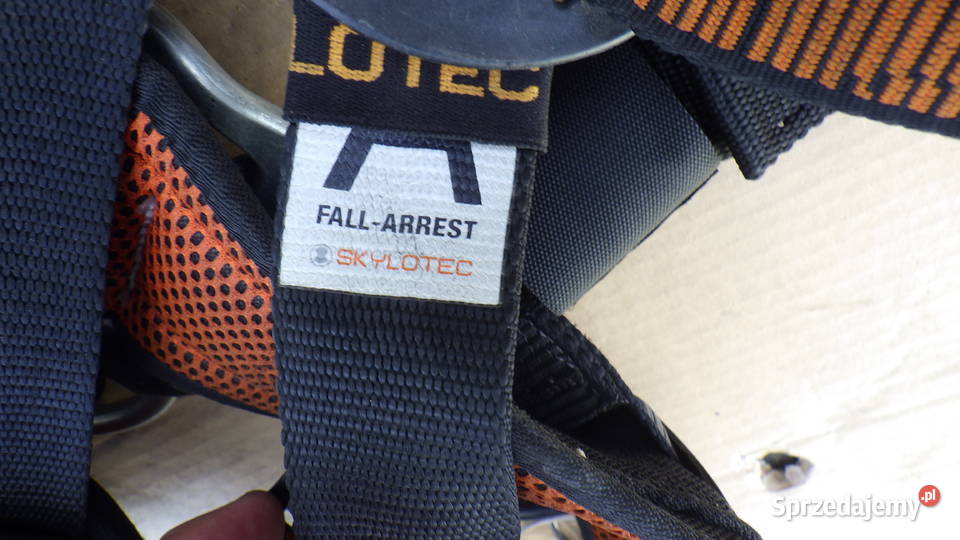 LOTEC
A
FALL-ARREST
SKYLOTEC
Sprzedajemy.pl